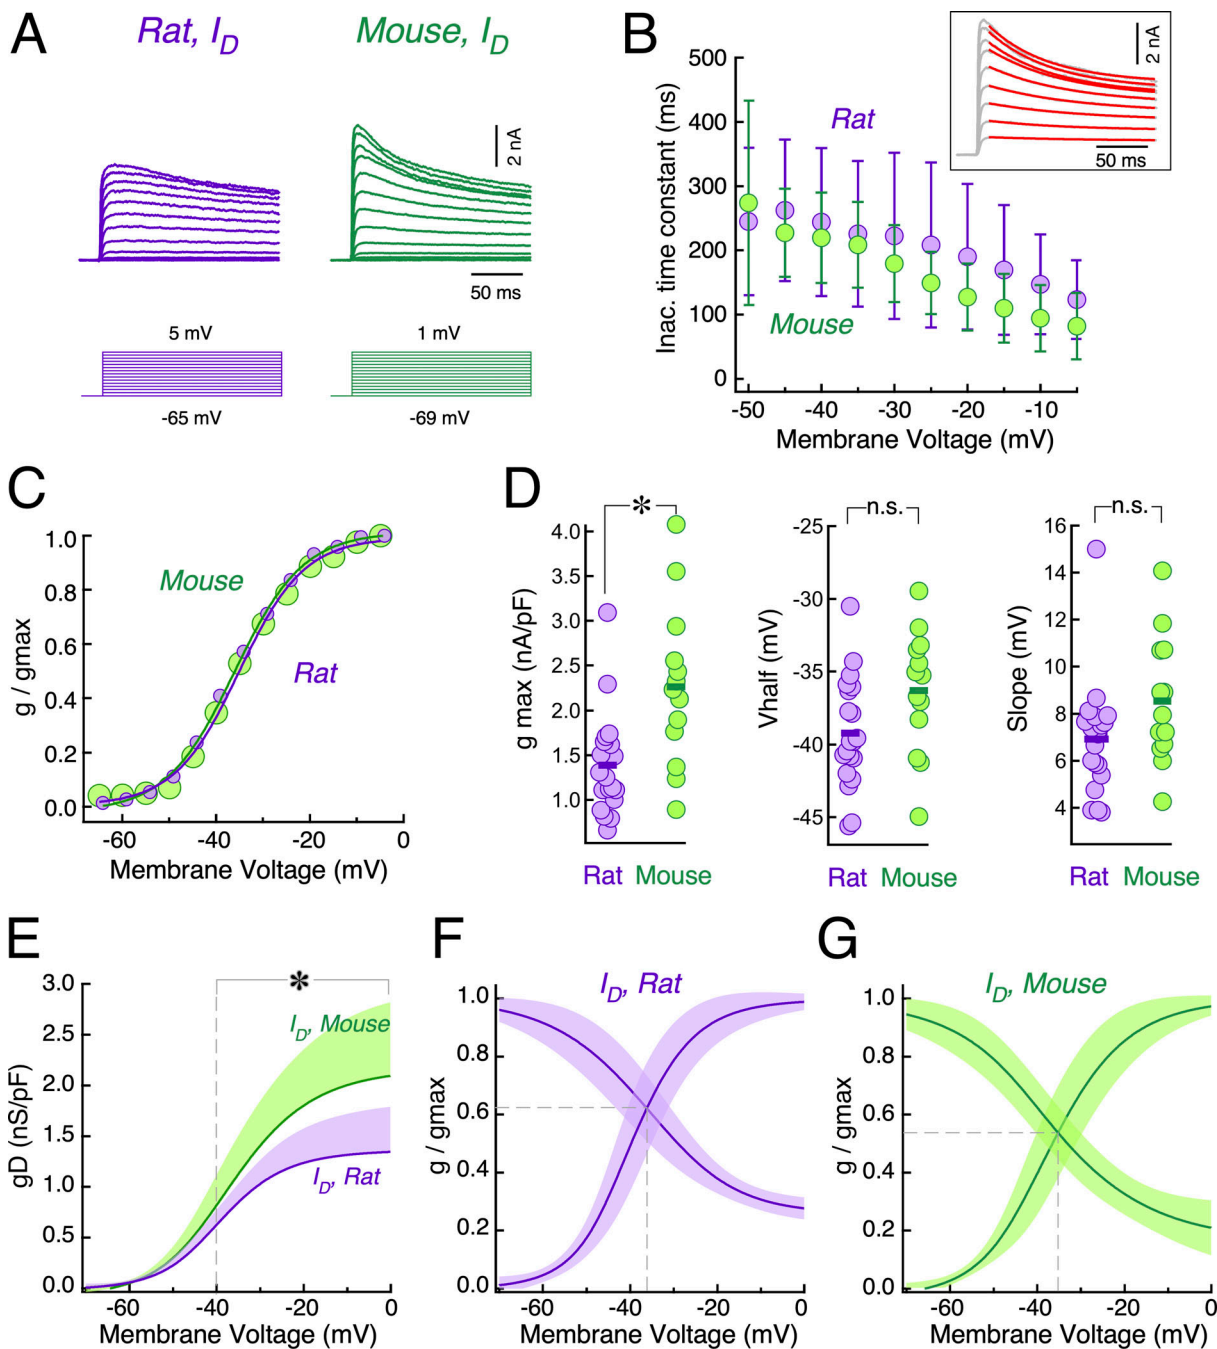 A
Rat, I_D
Mouse, I_D
2 nA
50 ms
5 mV
1 mV
-65 mV
-69 mV
B
2 nA
50 ms
500
400
300
200
100
0
Inac. time constant (ms)
Rat
Mouse
-50
-40
-30
-20
-10
Membrane Voltage (mV)
C
1.0
0.8
0.6
0.4
0.2
0.0
g / gmax
Mouse
Rat
-60
-40
-20
0
Membrane Voltage (mV)
D
*
4.0
3.5
3.0
2.5
2.0
1.5
1.0
g max (nA/pF)
Rat
Mouse
n.s.
-25
-30
-35
-40
-45
Vhalf (mV)
Rat
Mouse
n.s.
16
14
12
10
8
6
4
Slope (mV)
Rat
Mouse
E
3.0
2.5
2.0
1.5
1.0
0.5
0.0
gD (nS/pF)
*
I_D, Mouse
I_D, Rat
-60
-40
-20
0
Membrane Voltage (mV)
F
I_D, Rat
1.0
0.8
0.6
0.4
0.2
0.0
g / gmax
-60
-40
-20
0
Membrane Voltage (mV)
G
I_D, Mouse
1.0
0.8
0.6
0.4
0.2
0.0
g / gmax
-60
-40
-20
0
Membrane Voltage (mV)